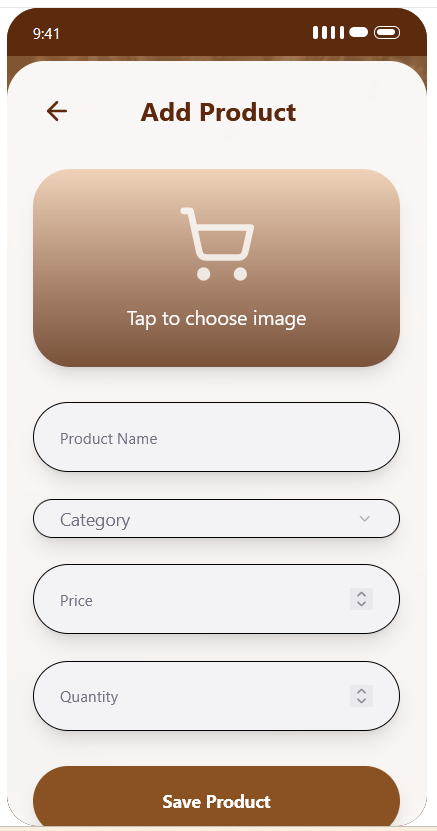 9:41
Add Product
Tap to choose image
Product Name
Category
Price
Quantity
Save Product